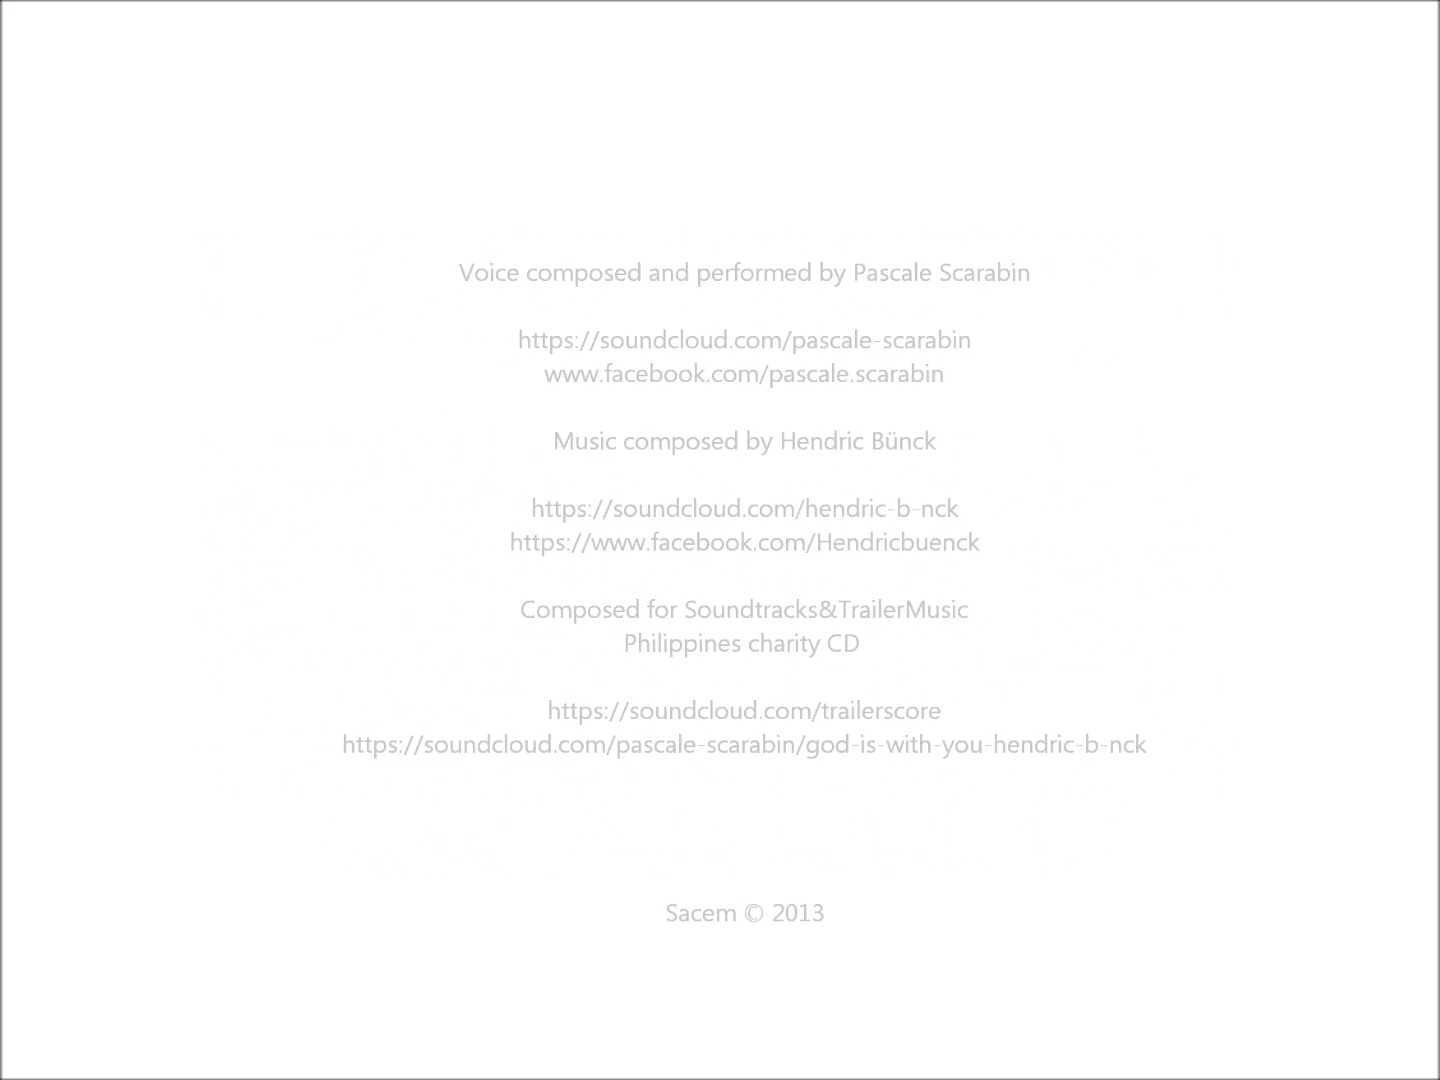 Voice composed and performed by Pascale Scarabin
https://soundcloud.com/pascale-scarabin
www.facebook.com/pascale.scarabin
Music composed by Hendric Bünck
https://soundcloud.com/hendric-b-nck
https://www.facebook.com/Hendricbuenck
Composed for Soundtracks&TrailerMusic
Philippines charity CD
https://soundcloud.com/trailerscore
https://soundcloud.com/pascale-scarabin/god-is-with-you-hendric-b-nck
Sacem © 2013